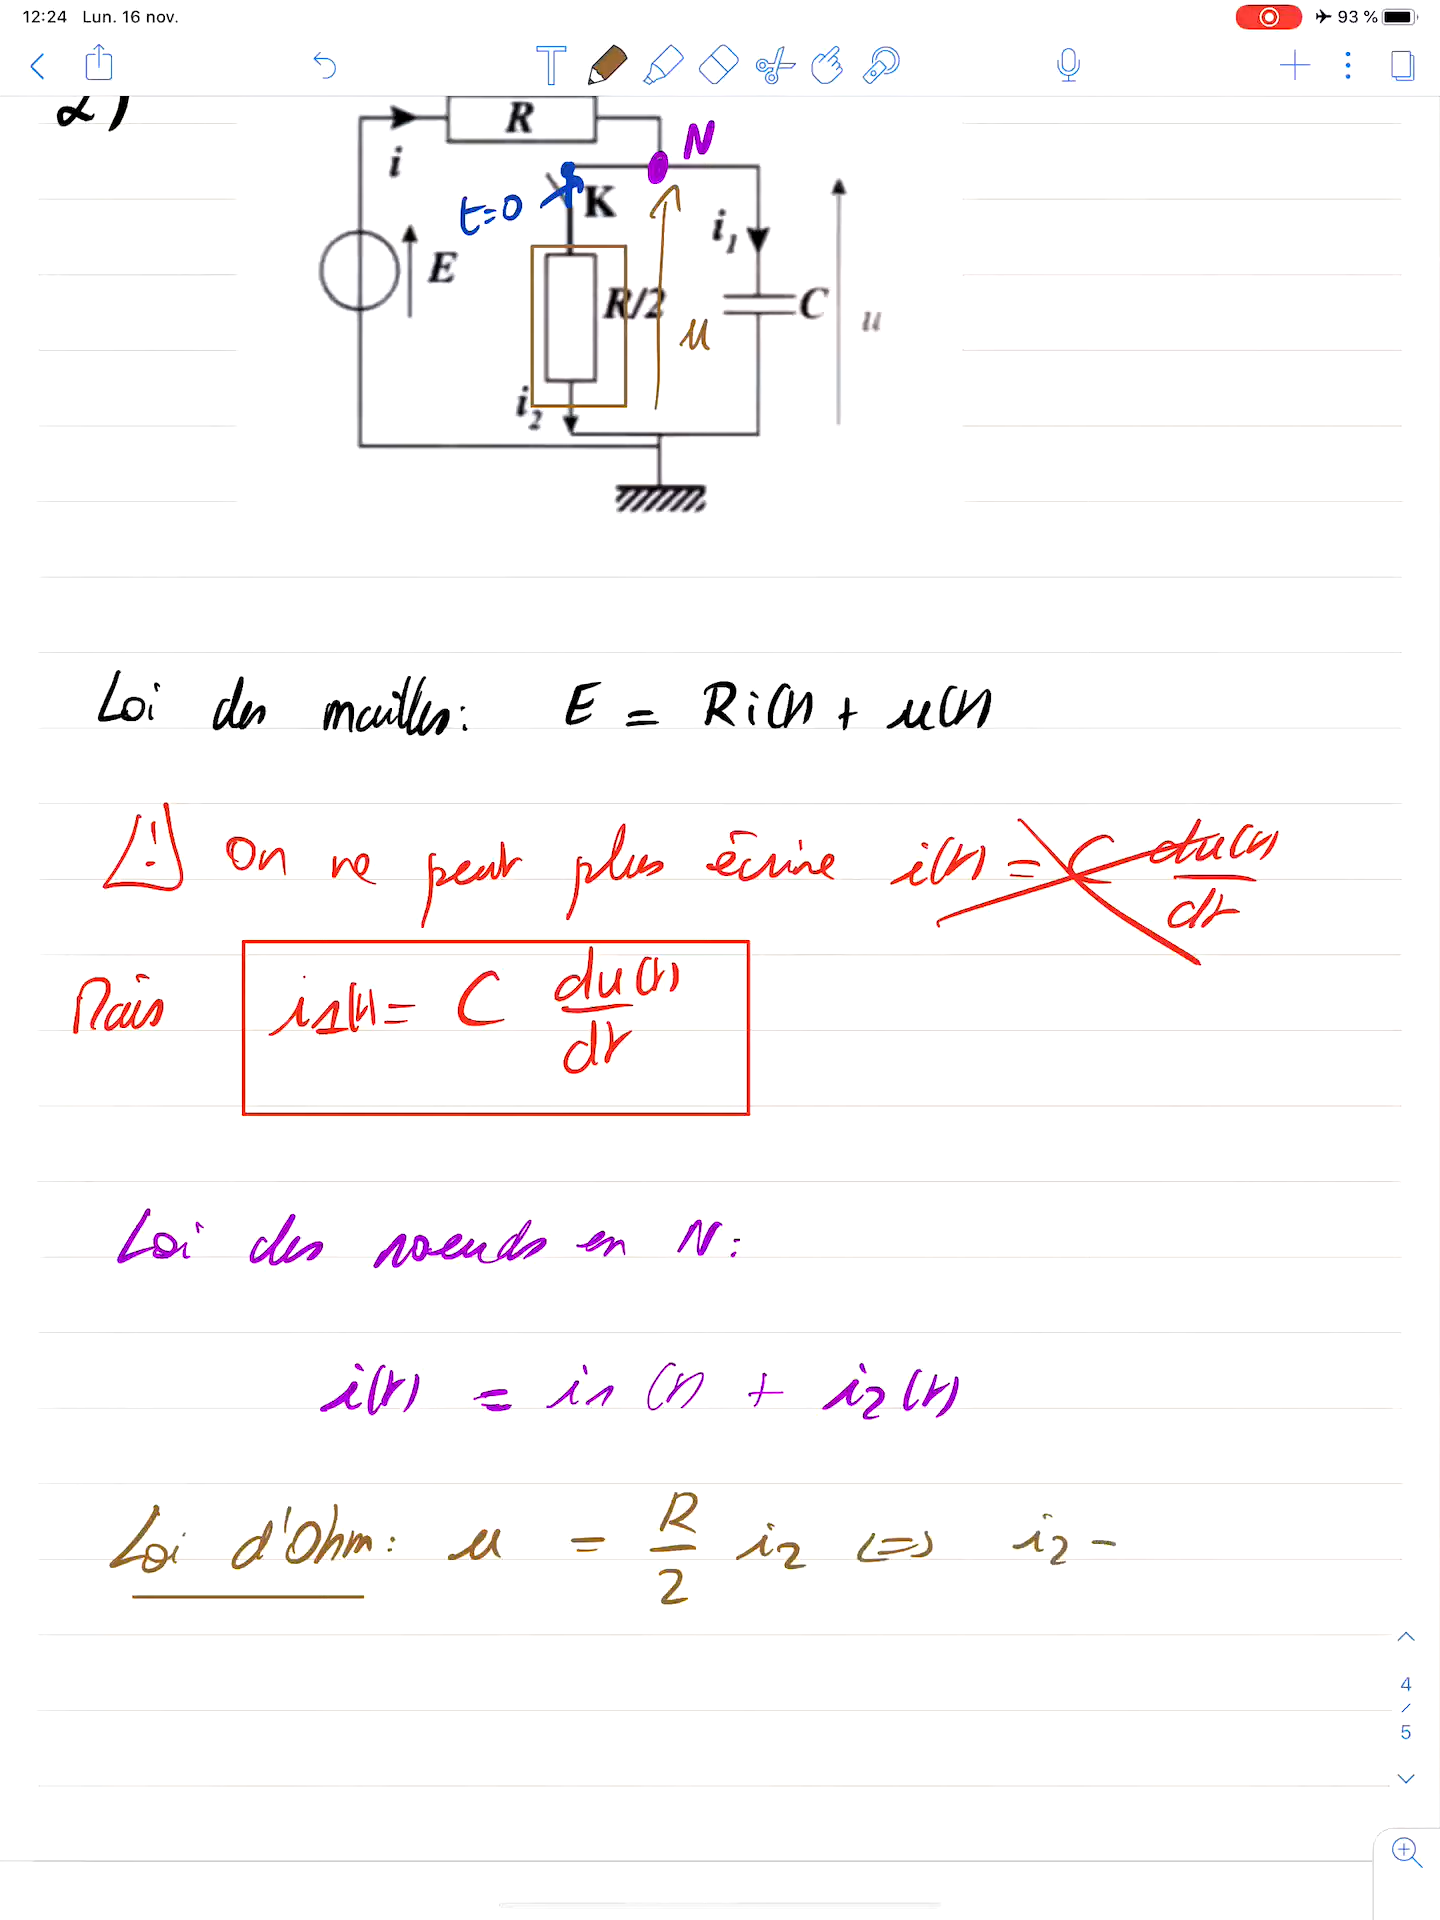 12:24 Lun. 16 nov. 93 %
T
2)
R
N
i
t=0 K
i1
E
R/2
u
C
u
i2
Loi des mailles: E = Ri(t) + u(t)
! On ne peut plus écrire i(t) = C du(t)/dt
Mais i1(t) = C du(t)/dt
Loi des noeuds en N:
i(t) = i1(t) + i2(t)
Loi d'Ohm: u = R/2 i2 <=> i2 -
4
/
5